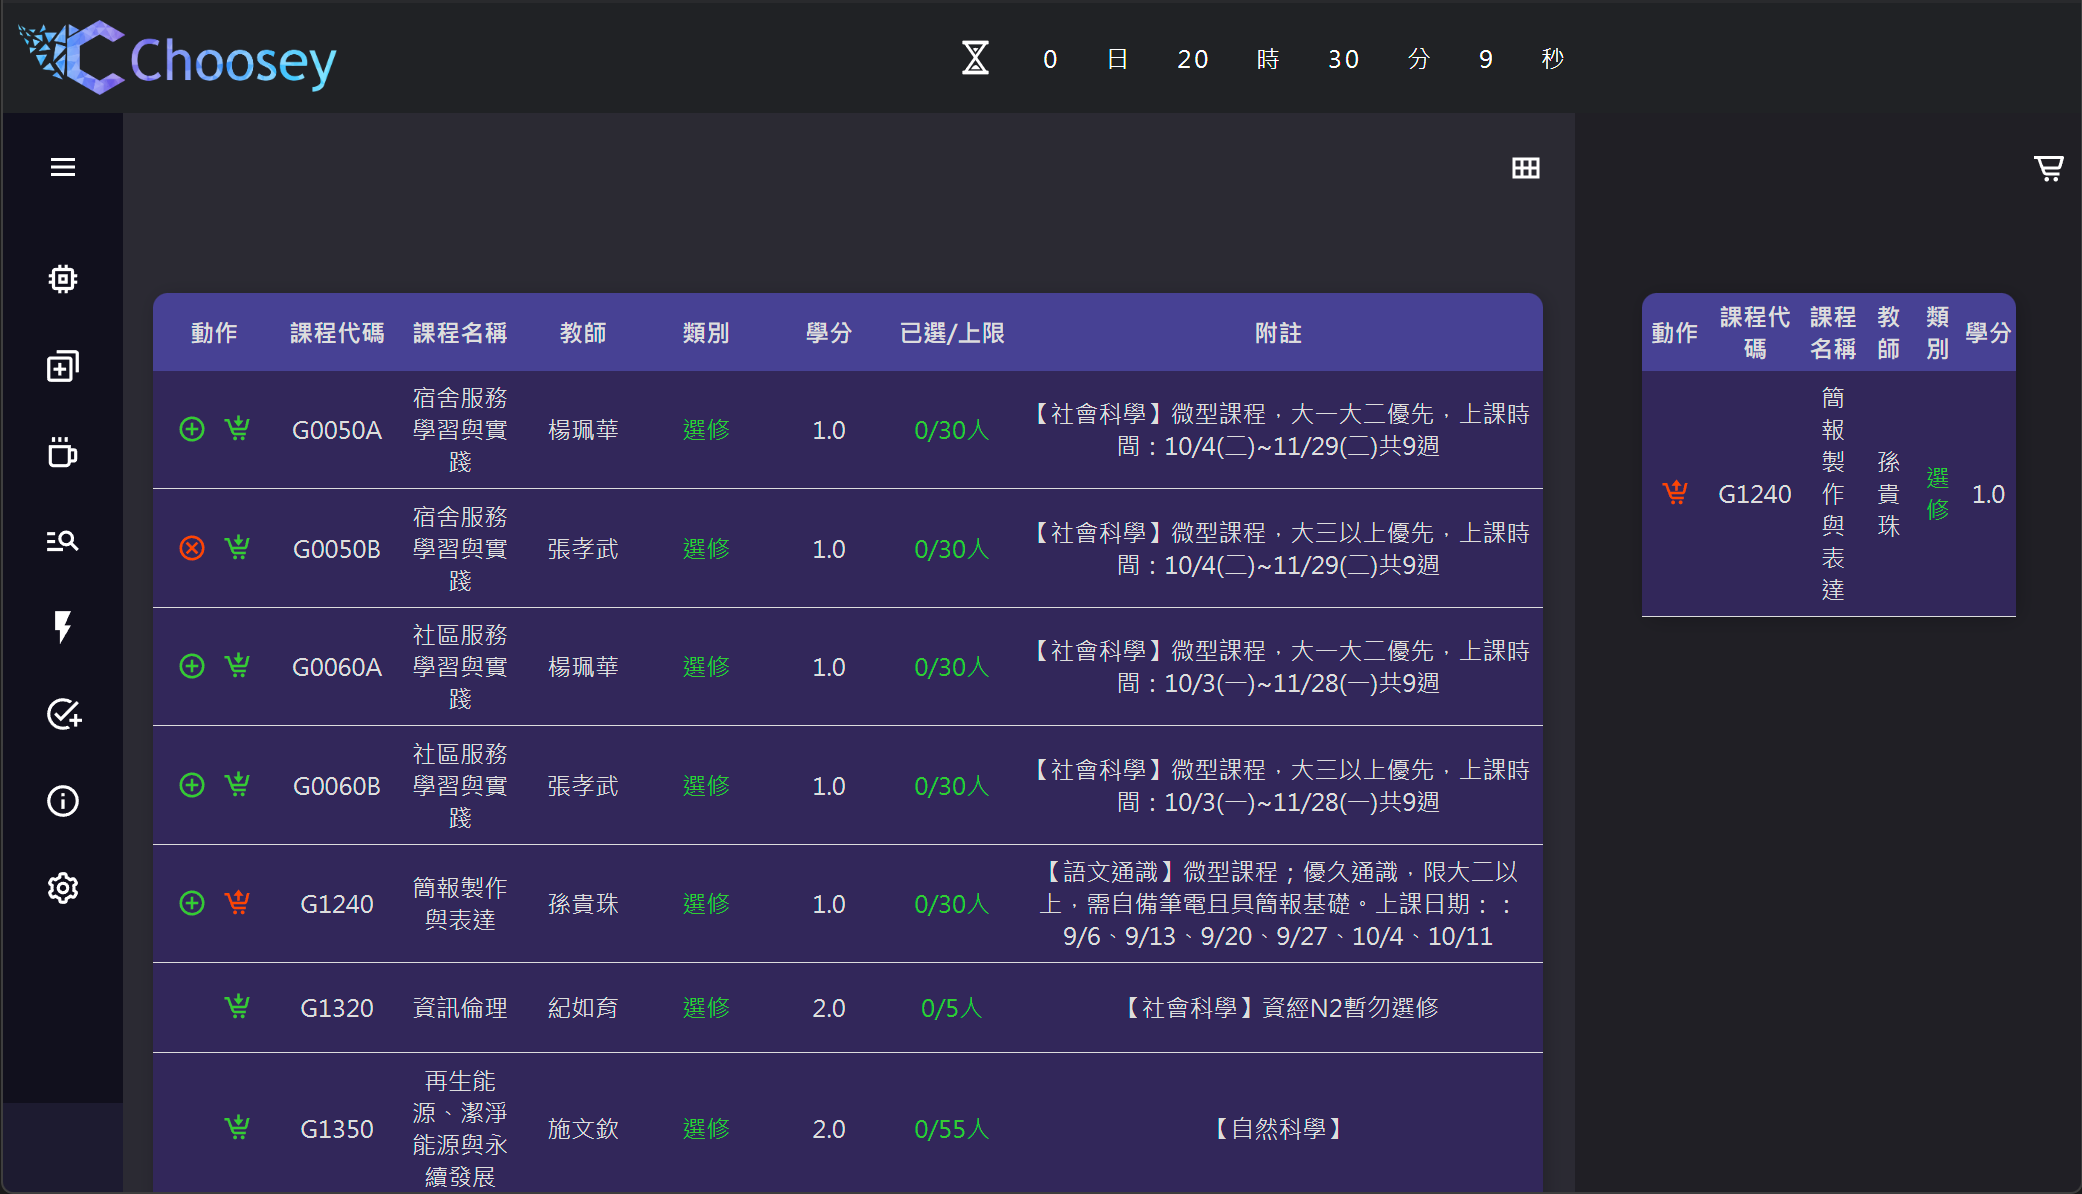 Choosey
0 日 20 時 30 分 9 秒
動作 課程代碼 課程名稱 教師 類別 學分 已選/上限 附註
G0050A
宿舍服務
學習與實
踐
楊珮華
選修
1.0
0/30人
【社會科學】微型課程，大一大二優先，上課時
間：10/4(二)~11/29(二)共9週
G0050B
宿舍服務
學習與實
踐
張孝武
選修
1.0
0/30人
【社會科學】微型課程，大三以上優先，上課時
間：10/4(二)~11/29(二)共9週
G0060A
社區服務
學習與實
踐
楊珮華
選修
1.0
0/30人
【社會科學】微型課程，大一大二優先，上課時
間：10/3(一)~11/28(一)共9週
G0060B
社區服務
學習與實
踐
張孝武
選修
1.0
0/30人
【社會科學】微型課程，大三以上優先，上課時
間：10/3(一)~11/28(一)共9週
G1240
簡報製作
與表達
孫貴珠
選修
1.0
0/30人
【語文通識】微型課程；優久通識，限大二以
上，需自備筆電且具簡報基礎。上課日期：：
9/6、9/13、9/20、9/27、10/4、10/11
G1320
資訊倫理
紀如育
選修
2.0
0/5人
【社會科學】資經N2暫勿選修
G1350
再生能
源、潔淨
能源與永
續發展
施文欽
選修
2.0
0/55人
【自然科學】
動作
課程代
碼
課程
名稱
教
師
類
別
學分
G1240
簡
報
製
作
與
表
達
孫
貴
珠
選
修
1.0